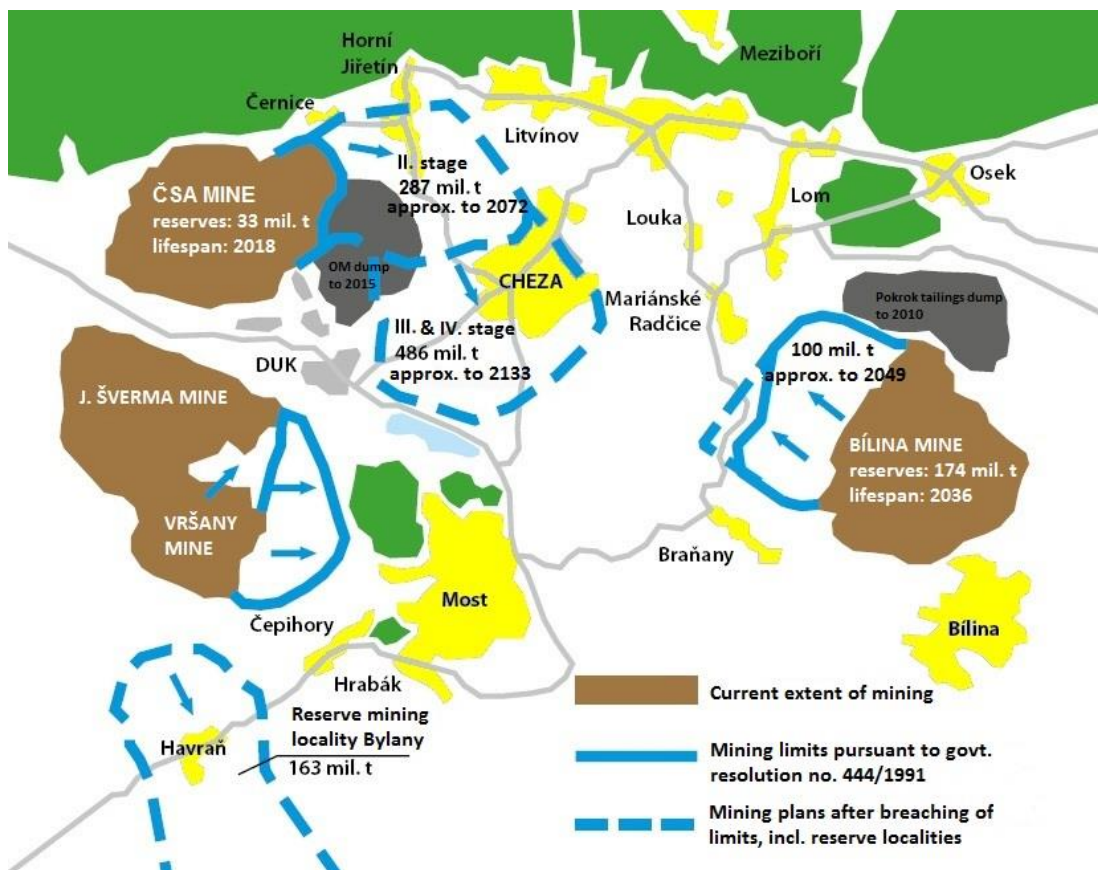 Horní
Jiřetín
Meziboří
Černice
Litvínov
II. stage
287 mil. t
approx. to 2072
ČSA MINE
reserves: 33 mil. t
lifespan: 2018
Osek
Lom
Louka
OM dump
to 2015
CHEZA
Mariánské
Radčice
Pokrok tailings dump
to 2010
III. & IV. stage
486 mil. t
approx. to 2133
DUK
100 mil. t
approx. to 2049
J. ŠVERMA MINE
BÍLINA MINE
reserves: 174 mil. t
lifespan: 2036
VRŠANY
MINE
Braňany
Most
Čepihory
Bílina
Hrabák
Current extent of mining
Reserve mining
locality Bylany
163 mil. t
Havraň
Mining limits pursuant to govt.
resolution no. 444/1991
Mining plans after breaching of
limits, incl. reserve localities